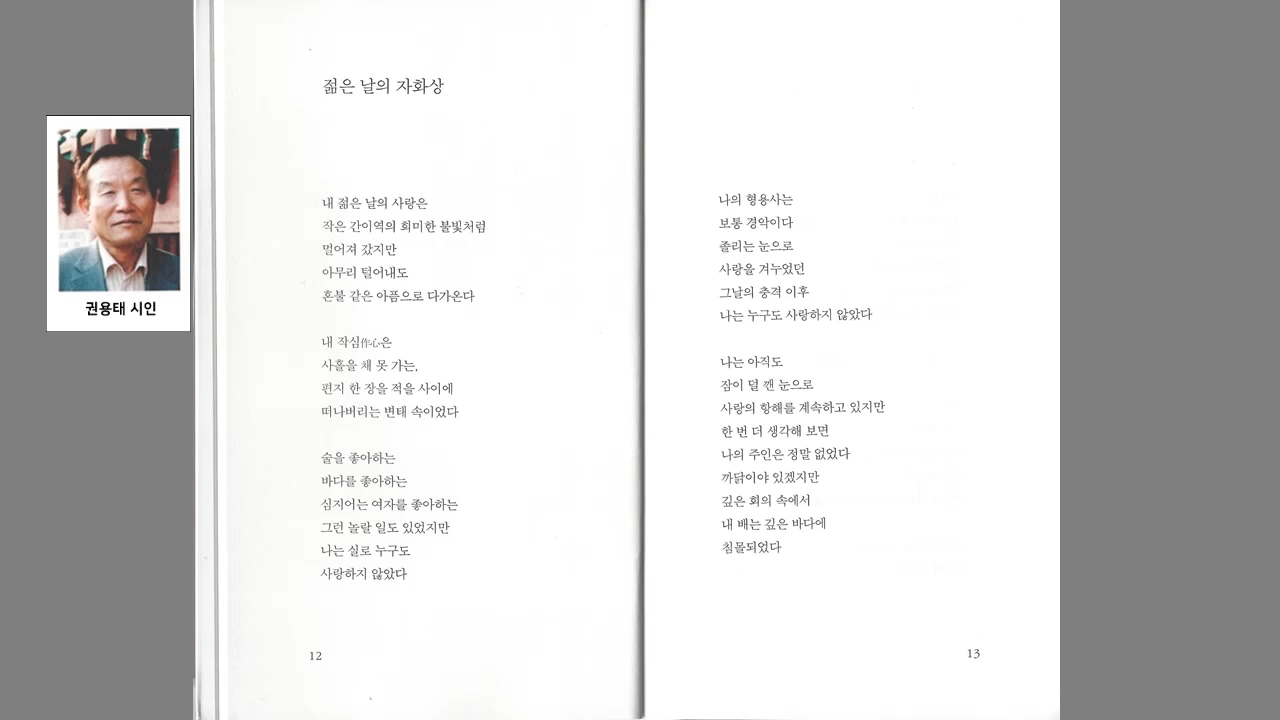 권용태 시인
젊은 날의 자화상
내 젊은 날의 사랑은
작은 간이역의 희미한 불빛처럼
멀어져 갔지만
아무리 털어내도
혼불 같은 아픔으로 다가온다
내 작심作心은
사흘을 채 못 가는,
편지 한 장을 적을 사이에
떠나버리는 변태 속이었다
술을 좋아하는
바다를 좋아하는
심지어는 여자를 좋아하는
그런 놀랄 일도 있었지만
나는 실로 누구도
사랑하지 않았다
12
나의 형용사는
보통 경악이다
졸리는 눈으로
사랑을 겨누었던
그날의 충격 이후
나는 누구도 사랑하지 않았다
나는 아직도
잠이 덜 깬 눈으로
사랑의 항해를 계속하고 있지만
한 번 더 생각해 보면
나의 주인은 정말 없었다
까닭이야 있겠지만
깊은 회의 속에서
내 배는 깊은 바다에
침몰되었다
13